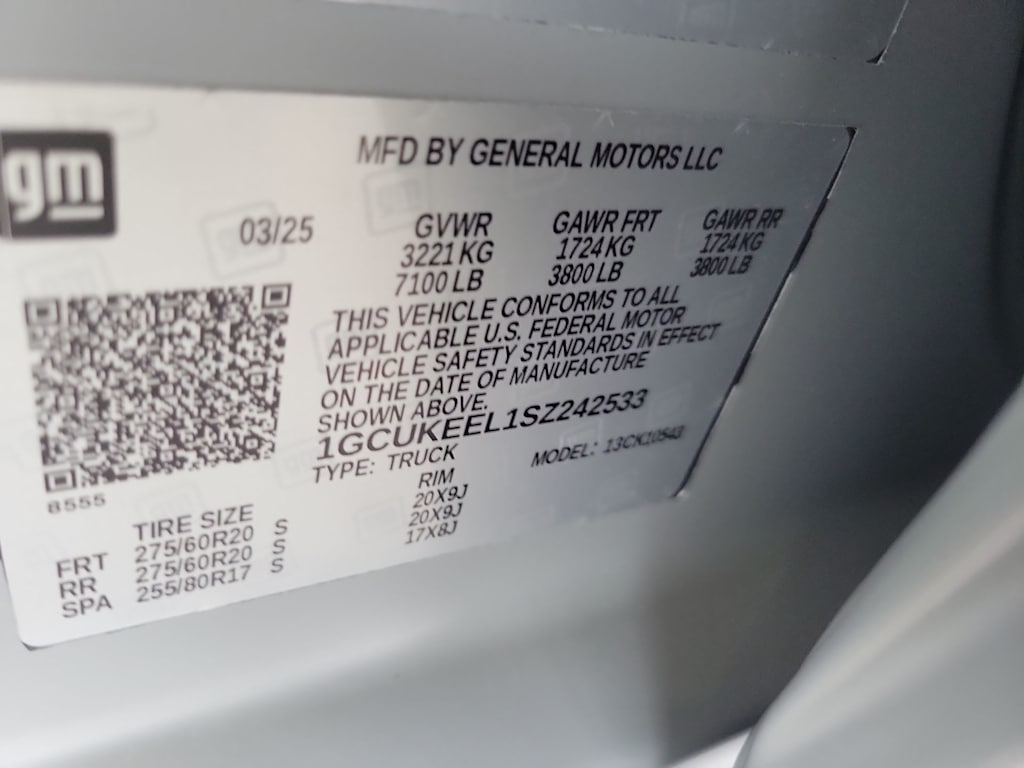 gm
MFD BY GENERAL MOTORS LLC
03/25 GVWR GAWR FRT GAWR RR
3221 KG 1724 KG 1724 KG
7100 LB 3800 LB 3800 LB
THIS VEHICLE CONFORMS TO ALL
APPLICABLE U.S. FEDERAL MOTOR
VEHICLE SAFETY STANDARDS IN EFFECT
ON THE DATE OF MANUFACTURE
SHOWN ABOVE.
1GCUKEEL1SZ242533
TYPE: TRUCK MODEL: 13CK10543
8555
TIRE SIZE RIM
FRT 275/60R20 S 20X9J
RR 275/60R20 S 20X9J
SPA 255/80R17 S 17X8J